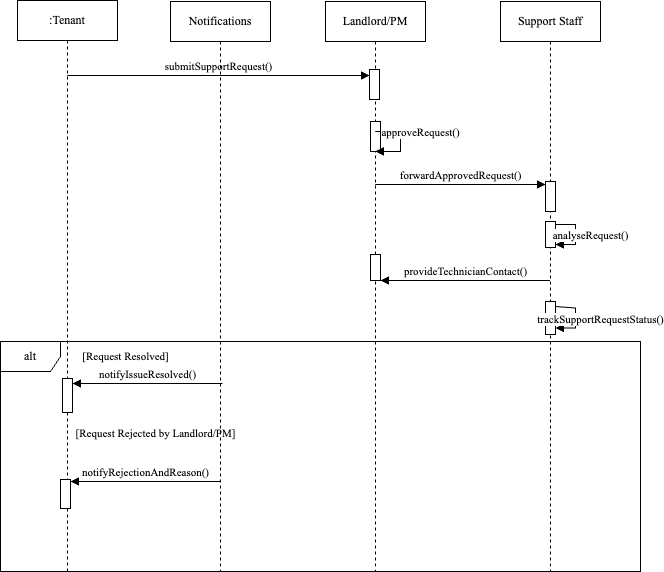 :Tenant
Notifications
Landlord/PM
Support Staff
submitSupportRequest()
approveRequest()
forwardApprovedRequest()
analyseRequest()
provideTechnicianContact()
trackSupportRequestStatus()
alt
[Request Resolved]
notifyIssueResolved()
[Request Rejected by Landlord/PM]
notifyRejectionAndReason()